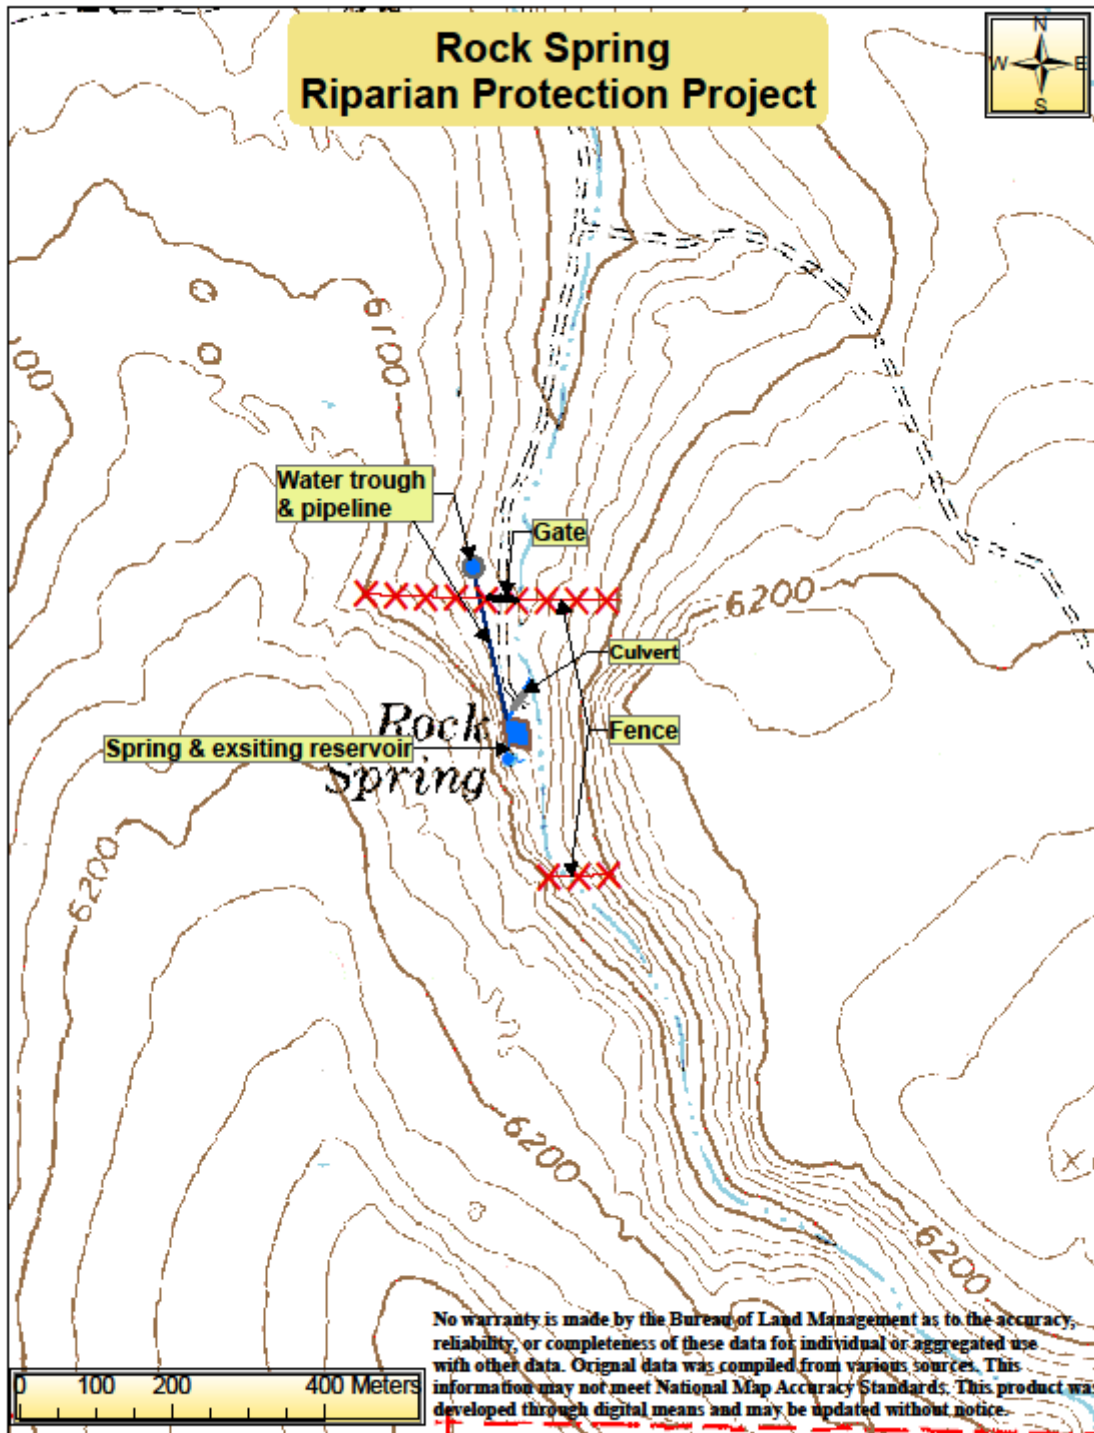 Rock Spring
Riparian Protection Project
N
W E
S
6100
00
Water trough
& pipeline
Gate
6200
Culvert
Rock
Fence
Spring & exsiting reservoir
Spring
6200
6200
6200
No warranty is made by the Bureau of Land Management as to the accuracy,
reliability, or completeness of these data for individual or aggregated use
with other data. Orignal data was compiled from various sources. This
information may not meet National Map Accuracy Standards. This product was
developed through digital means and may be updated without notice.
0 100 200 400 Meters